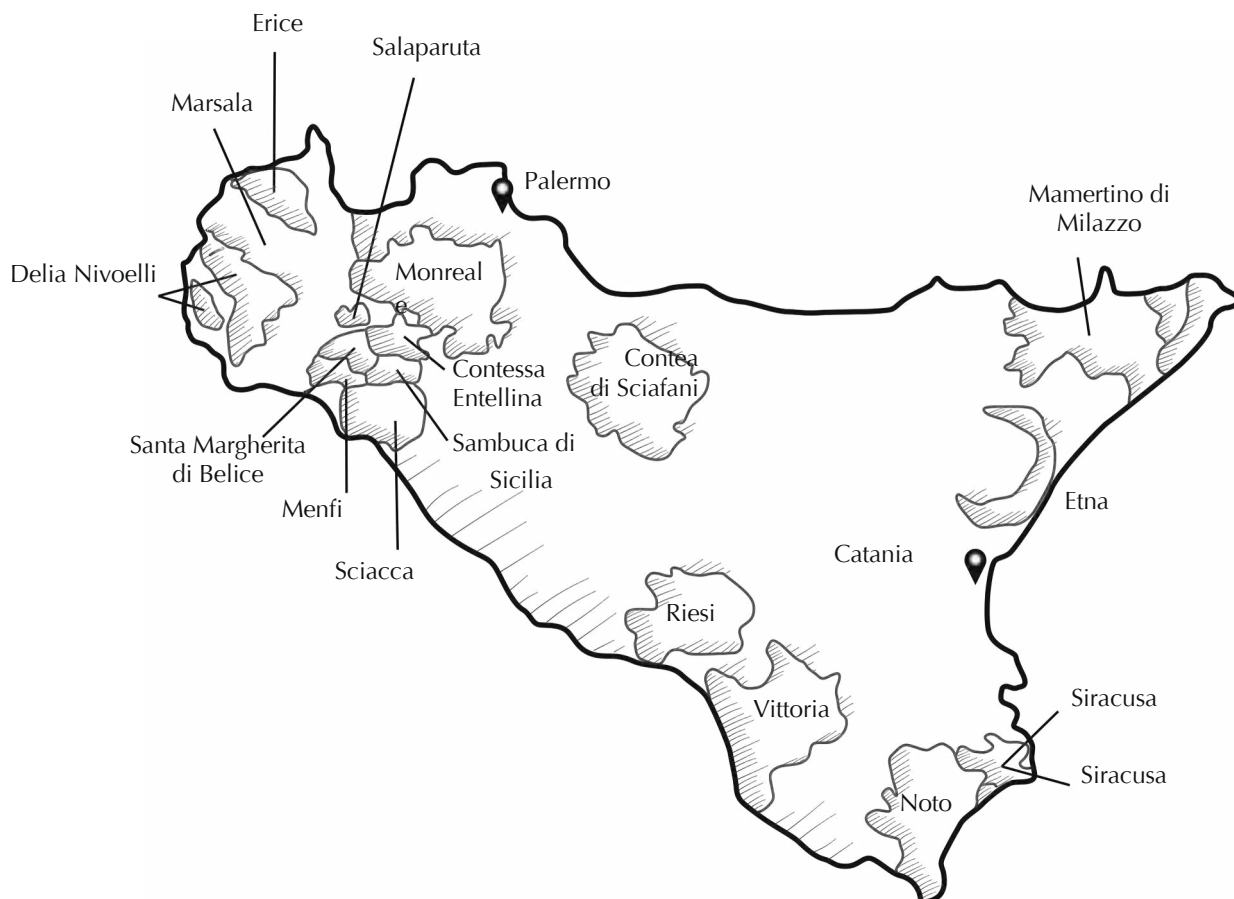 Erice
Salaparuta
Marsala
Palermo
Mamertino di
Milazzo
Delia Nivoelli
Monreal
e
Contea
di Sciafani
Contessa
Entellina
Santa Margherita
di Belice
Sambuca di
Sicilia
Menfi
Etna
Sciacca
Catania
Riesi
Vittoria
Siracusa
Siracusa
Noto